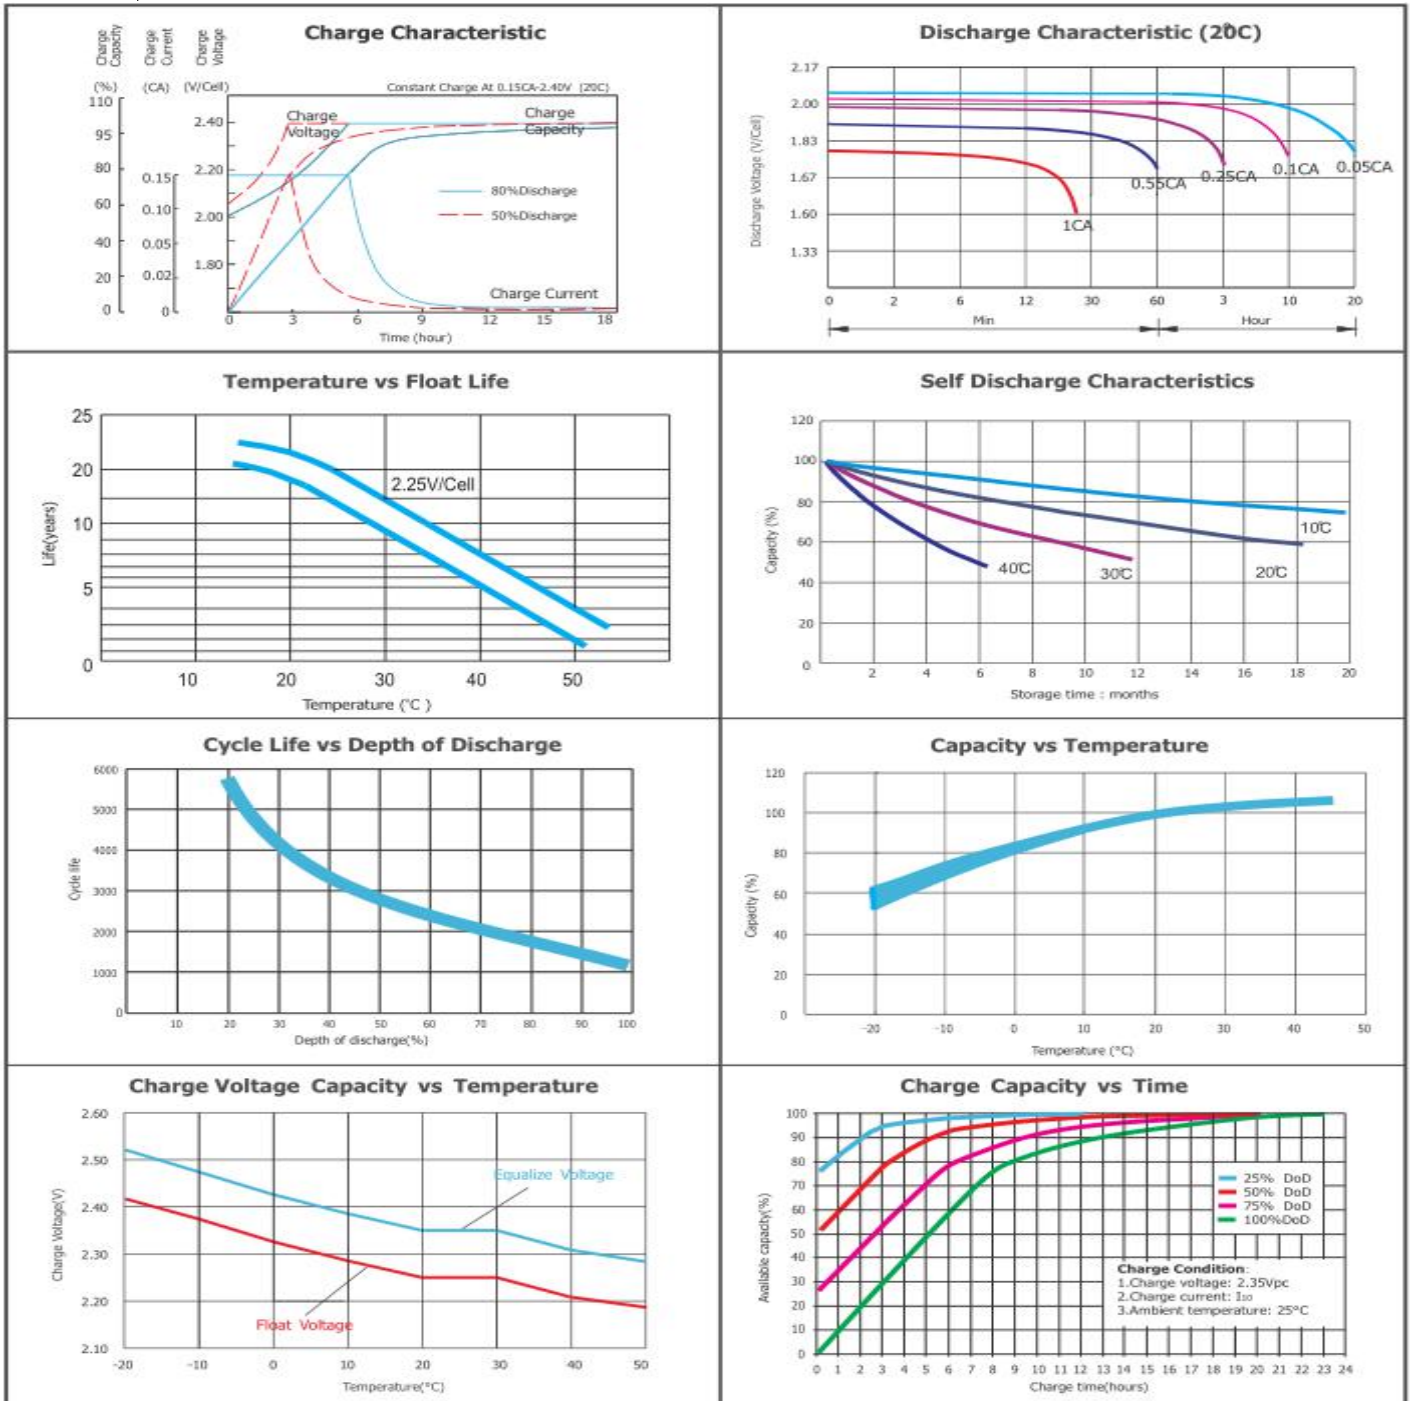 Charge Characteristic
Charge Capacity
Charge Current
Charge Voltage
(%) (CA) (V/Cell)
Constant Charge At 0.15CA-2.40V (20C)
110
95
80
60
40
20
0
0.15
0.10
0.05
0.02
0
2.40
2.20
2.00
1.80
Charge Voltage
Charge Capacity
80%Discharge
50%Discharge
Charge Current
0 3 6 9 12 15 18
Time (hour)
Discharge Characteristic (20°C)
Discharge Voltage (V/Cell)
2.17
2.00
1.83
1.67
1.60
1.33
1CA
0.55CA
0.25CA
0.1CA
0.05CA
0 2 6 12 30 60 3 10 20
Min Hour
Temperature vs Float Life
Life(years)
25
20
10
5
0
2.25V/Cell
10 20 30 40 50
Temperature (°C )
Self Discharge Characteristics
Capacity (%)
120
100
80
60
40
20
0
10℃
20℃
30℃
40℃
2 4 6 8 10 12 14 16 18 20
Storage time : months
Cycle Life vs Depth of Discharge
Cycle life
6000
5000
4000
3000
2000
1000
0
10 20 30 40 50 60 70 80 90 100
Depth of discharge(%)
Capacity vs Temperature
Capacity (%)
120
100
80
60
40
20
0
-20 -10 0 10 20 30 40 50
Temperature (°C)
Charge Voltage Capacity vs Temperature
Charge Voltage(V)
2.60
2.50
2.40
2.30
2.20
2.10
Equalize Voltage
Float Voltage
-20 -10 0 10 20 30 40 50
Temperature(°C)
Charge Capacity vs Time
Available capacity(%)
100
90
80
70
60
50
40
30
20
10
0
25% DoD
50% DoD
75% DoD
100%DoD
Charge Condition:
1.Charge voltage: 2.35Vpc
2.Charge current: I₁₀
3.Ambient temperature: 25°C
0 1 2 3 4 5 6 7 8 9 10 11 12 13 14 15 16 17 18 19 20 21 22 23 24
Charge time(hours)